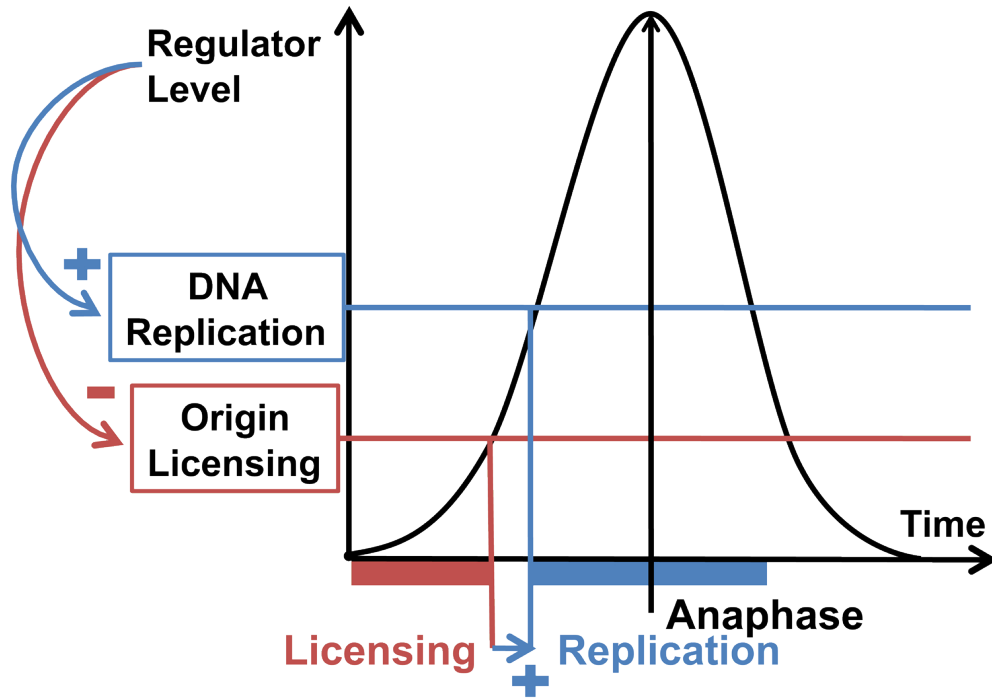 Regulator
Level
+
DNA
Replication
-
Origin
Licensing
Time
Anaphase
Licensing
Replication
+